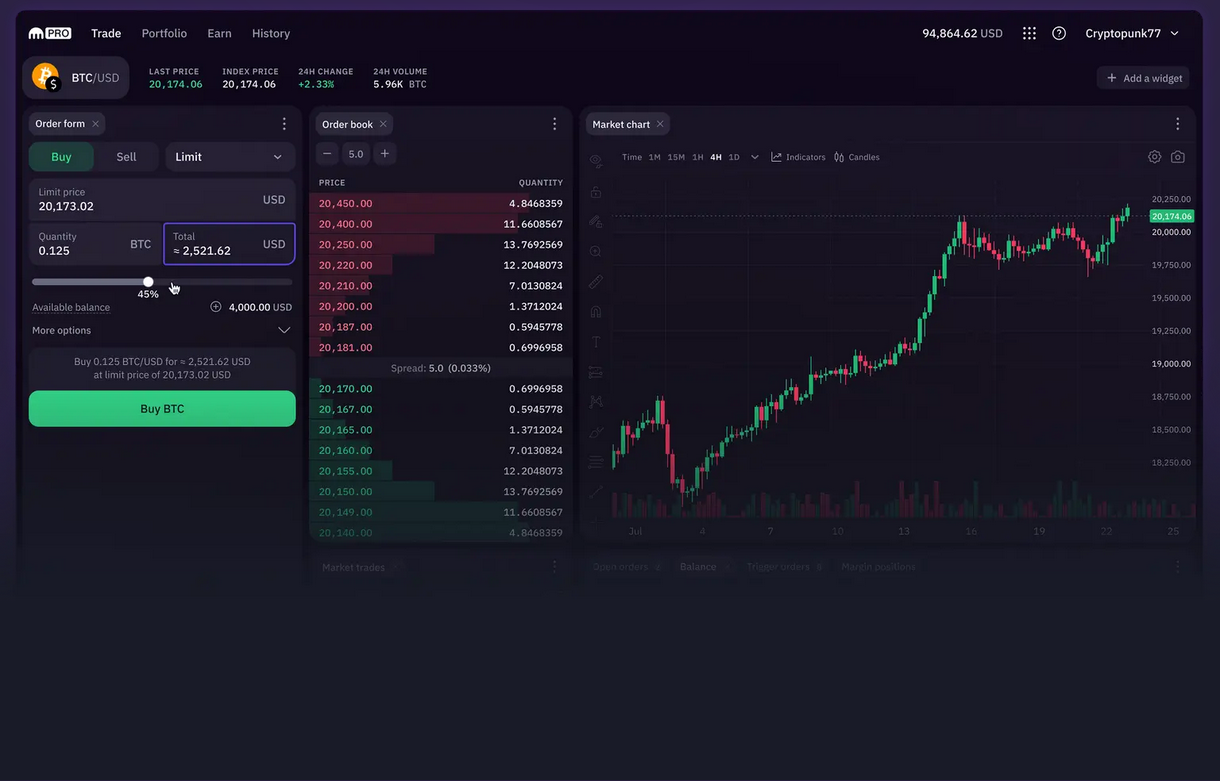 PRO Trade Portfolio Earn History 94,864.62 USD Cryptopunk77
BTC/USD
LAST PRICE INDEX PRICE 24H CHANGE 24H VOLUME
20,174.06 20,174.06 +2.33% 5.96K BTC
+ Add a widget
Order form ×
Buy Sell Limit
Limit price
20,173.02 USD
Quantity
0.125 BTC
Total
≈ 2,521.62 USD
45%
Available balance 4,000.00 USD
More options
Buy 0.125 BTC/USD for ≈ 2,521.62 USD
at limit price of 20,173.02 USD
Buy BTC
Order book ×
− 5.0 +
PRICE QUANTITY
20,450.00 4.8468359
20,400.00 11.6608567
20,250.00 13.7692569
20,220.00 12.2048073
20,210.00 7.0130824
20,200.00 1.3712024
20,187.00 0.5945778
20,181.00 0.6996958
Spread: 5.0 (0.033%)
20,170.00 0.6996958
20,167.00 0.5945778
20,165.00 1.3712024
20,160.00 7.0130824
20,155.00 12.2048073
20,150.00 13.7692569
20,149.00 11.6608567
20,140.00 4.8468359
Market trades
Market chart ×
Time 1M 15M 1H 4H 1D Indicators Candles
20,250.00
20,174.06
20,000.00
19,750.00
19,500.00
19,250.00
19,000.00
18,750.00
18,500.00
18,250.00
Jul 4 7 10 13 16 19 22 25
Open orders Balance Trigger orders Margin positions